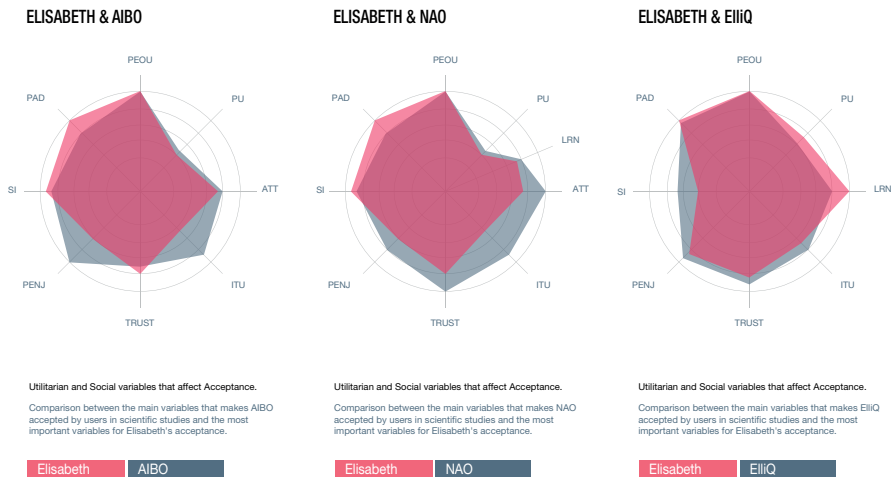 ELISABETH & AIBO
PEOU
PAD
PU
SI
ATT
PENJ
ITU
TRUST
Utilitarian and Social variables that affect Acceptance.
Comparison between the main variables that makes AIBO
accepted by users in scientific studies and the most
important variables for Elisabeth's acceptance.
Elisabeth
AIBO
ELISABETH & NAO
PEOU
PAD
PU
LRN
SI
ATT
PENJ
ITU
TRUST
Utilitarian and Social variables that affect Acceptance.
Comparison between the main variables that makes NAO
accepted by users in scientific studies and the most
important variables for Elisabeth's acceptance.
Elisabeth
NAO
ELISABETH & ElliQ
PEOU
PAD
PU
SI
LRN
PENJ
ITU
TRUST
Utilitarian and Social variables that affect Acceptance.
Comparison between the main variables that makes ElliQ
accepted by users in scientific studies and the most
important variables for Elisabeth's acceptance.
Elisabeth
ElliQ